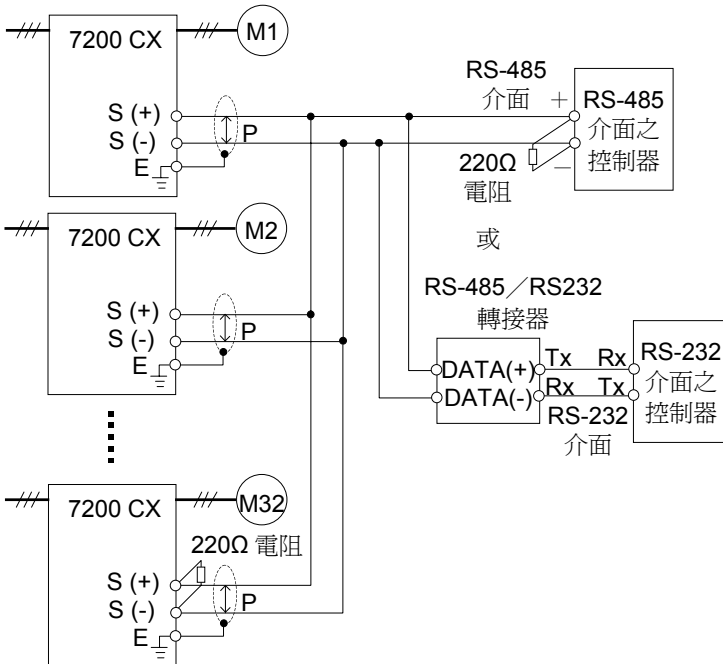 7200 CX
M1
S (+)
S (-)
E
P
RS-485
介面
+
−
RS-485
介面之
控制器
220Ω
電阻
或
7200 CX
M2
S (+)
S (-)
E
P
RS-485／RS232
轉接器
DATA(+)
DATA(-)
Tx
Rx
Rx
Tx
RS-232
介面
RS-232
介面之
控制器
7200 CX
M32
220Ω 電阻
S (+)
S (-)
E
P